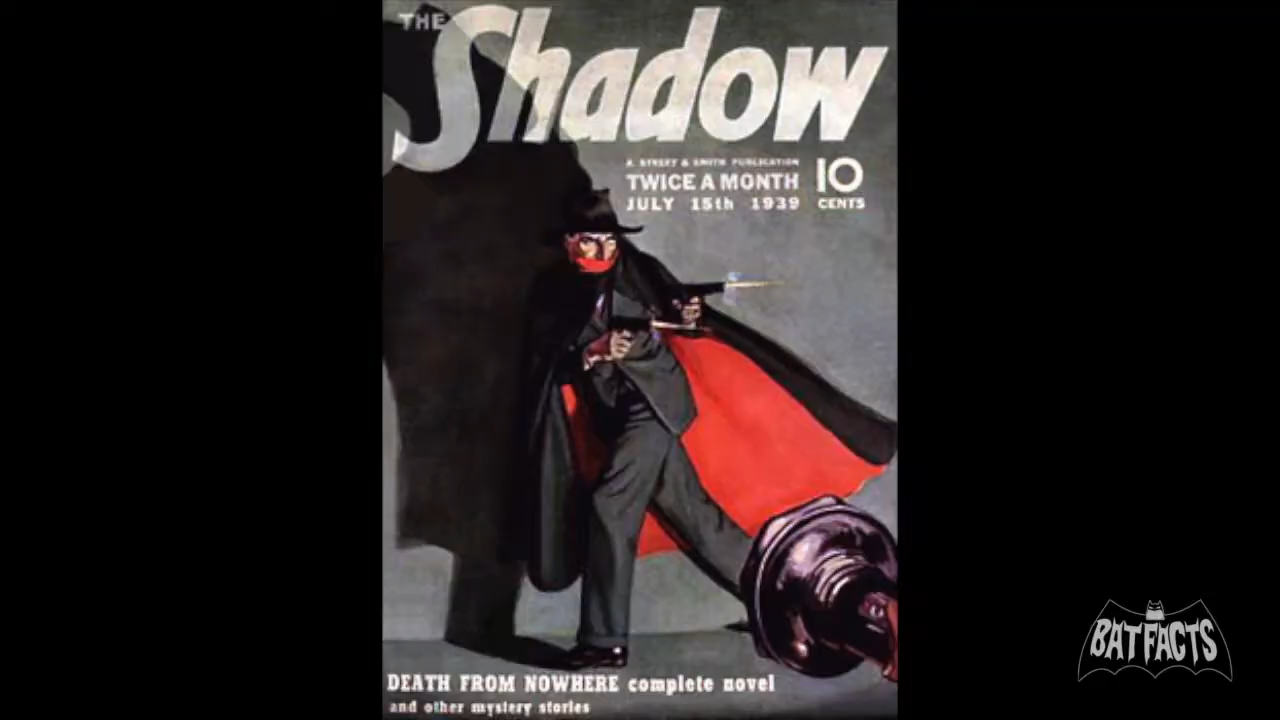 THE
Shadow
A STREET & SMITH PUBLICATION
TWICE A MONTH
JULY 15th 1939
10
CENTS
DEATH FROM NOWHERE complete novel
and other mystery stories
BATFACTS